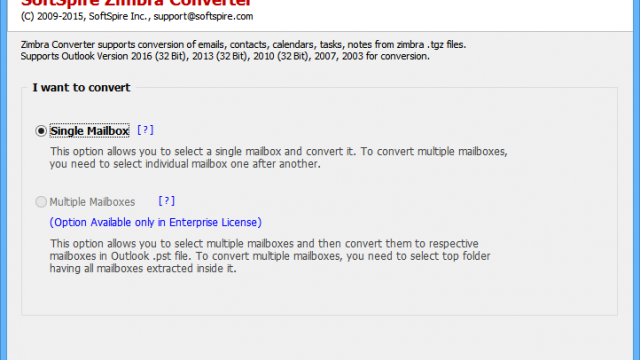 SoftSpire Zimbra Converter
(C) 2009-2015, SoftSpire Inc., support@softspire.com
Zimbra Converter supports conversion of emails, contacts, calendars, tasks, notes from zimbra .tgz files.
Supports Outlook Version 2016 (32 Bit), 2013 (32 Bit), 2010 (32 Bit), 2007, 2003 for conversion.
I want to convert
Single Mailbox [?]
This option allows you to select a single mailbox and convert it. To convert multiple mailboxes,
you need to select individual mailbox one after another.
Multiple Mailboxes [?]
(Option Available only in Enterprise License)
This option allows you to select multiple mailboxes and then convert them to respective
mailboxes in Outlook .pst file. To convert multiple mailboxes, you need to select top folder
having all mailboxes extracted inside it.